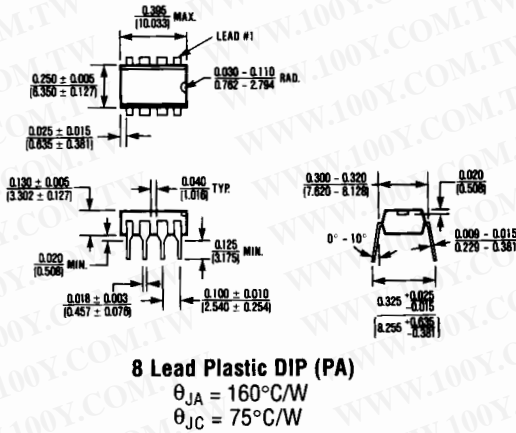 0.395
(10.033) MAX.
LEAD #1
0.250 ± 0.005
(6.350 ± 0.127)
0.030 - 0.110
0.762 - 2.794 RAD.
0.025 ± 0.015
(0.635 ± 0.381)
0.130 ± 0.005
(3.302 ± 0.127)
0.040
(1.016) TYP.
0.300 - 0.320
(7.620 - 8.128)
0.020
(0.508)
0.020
(0.508) MIN.
0.125
(3.175) MIN.
0° - 10°
0.009 - 0.015
0.229 - 0.381
0.018 ± 0.003
(0.457 ± 0.076)
0.100 ± 0.010
(2.540 ± 0.254)
0.325 +0.025
-0.015
(8.255 +0.635
-0.381)
8 Lead Plastic DIP (PA)
θJA = 160°C/W
θJC = 75°C/W
WWW.100Y.COM.TW